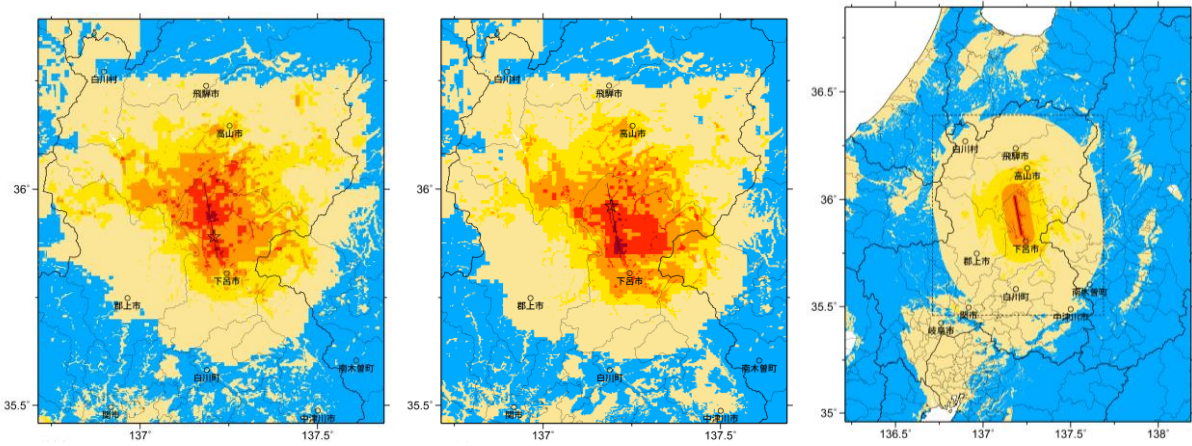 白川村
飛騨市
高山市
36°
下呂市
郡上市
南木曽町
白川町
35.5°
関市
中津川市
137°
137.5°
白川村
飛騨市
高山市
36°
下呂市
郡上市
南木曽町
白川町
35.5°
関市
中津川市
137°
137.5°
36.5°
白川村
飛騨市
高山市
36°
下呂市
郡上市
白川町
南木曽町
35.5°
関市
中津川市
岐阜市
35°
136.5°
137°
137.5°
138°